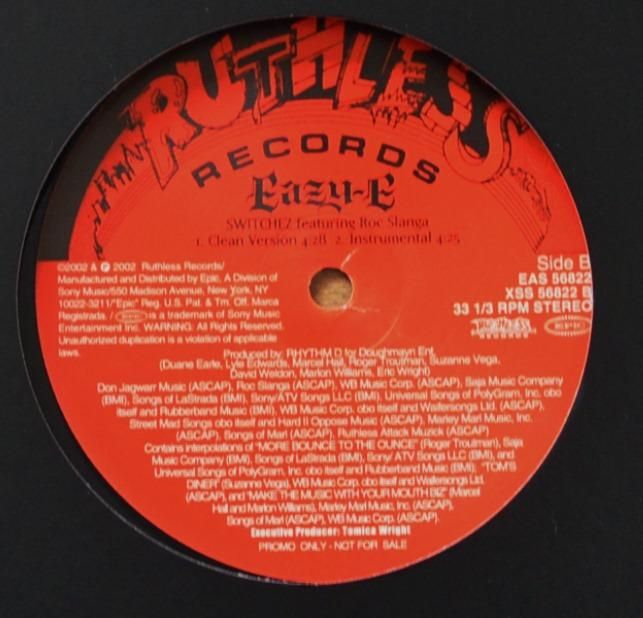 RUTHLESS
RECORDS
Eazy-E
SWITCHEZ featuring Roc Slanga
1. Clean Version 4:28 2. Instrumental 4:25
©2002 & ℗ 2002 Ruthless Records/
Manufactured and Distributed by Epic, A Division of
Sony Music/550 Madison Avenue, New York, NY
10022-3211/"Epic" Reg. U.S. Pat. & Tm. Off. Marca
Registrada. / EPIC is a trademark of Sony Music
Entertainment Inc. WARNING: All Rights Reserved.
Unauthorized duplication is a violation of applicable
laws.
Side B
EAS 56822
XSS 56822 B
33 1/3 RPM STEREO
RUTHLESS
RECORDS
EPIC
Produced by: RHYTHM D for Doughmayn Ent.
(Duane Earle, Lyle Edwards, Marcel Hall, Roger Troutman, Suzanne Vega,
David Weldon, Marlon Williams, Eric Wright)
Don Jagwarr Music (ASCAP), Roc Slanga (ASCAP), WB Music Corp. (ASCAP), Saja Music Company
(BMI), Songs of LaStrada (BMI), Sony/ATV Songs LLC (BMI), Universal Songs of PolyGram, Inc. obo
itself and Rubberband Music (BMI), WB Music Corp. obo itself and Waifersongs Ltd. (ASCAP),
Street Mad Songs obo itself and Hard II Oppose Music (ASCAP), Marley Marl Music, Inc.
(ASCAP), Songs of Marl (ASCAP), Ruthless Attack Muzick (ASCAP)
Contains interpolations of "MORE BOUNCE TO THE OUNCE" (Roger Troutman), Saja
Music Company (BMI), Songs of LaStrada (BMI), Sony/ ATV Songs LLC (BMI), and
Universal Songs of PolyGram, Inc. obo itself and Rubberband Music (BMI); "TOM'S
DINER" (Suzanne Vega), WB Music Corp. obo itself and Waifersongs Ltd.
(ASCAP), and "MAKE THE MUSIC WITH YOUR MOUTH BIZ" (Marcel
Hall and Marlon Williams), Marley Marl Music, Inc. (ASCAP),
Songs of Marl (ASCAP), WB Music Corp. (ASCAP).
Executive Producer: Tomica Wright
PROMO ONLY - NOT FOR SALE